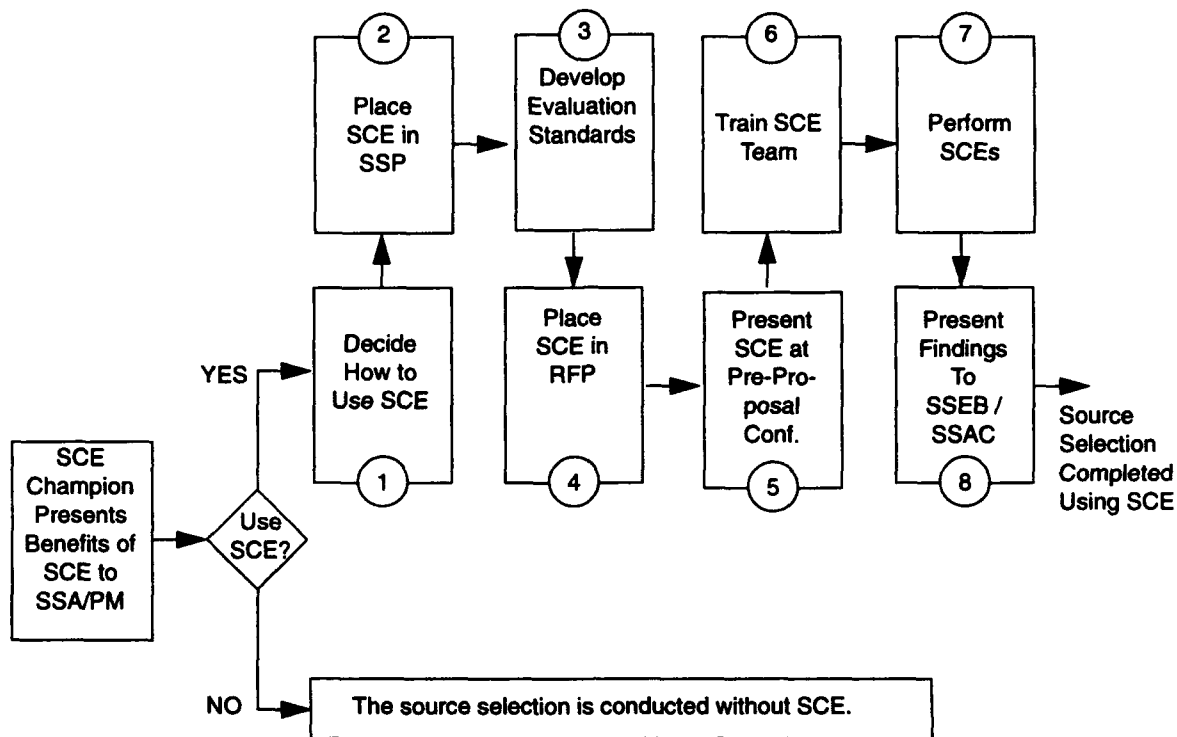 SCE
Champion
Presents
Benefits of
SCE to
SSA/PM
Use
SCE?
YES
NO
Decide
How to
Use SCE
1
2
Place
SCE in
SSP
3
Develop
Evaluation
Standards
Place
SCE in
RFP
4
Present
SCE at
Pre-Pro-
posal
Conf.
5
6
Train SCE
Team
7
Perform
SCEs
Present
Findings
To
SSEB /
SSAC
8
Source
Selection
Completed
Using SCE
The source selection is conducted without SCE.